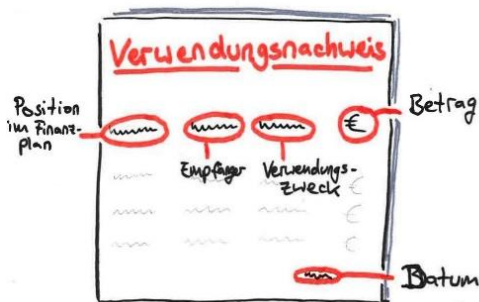 Verwendungsnachweis
Position
im Finanz-
plan
Betrag
€
Empfänger
Verwendungs-
zweck
€
€
€
Datum